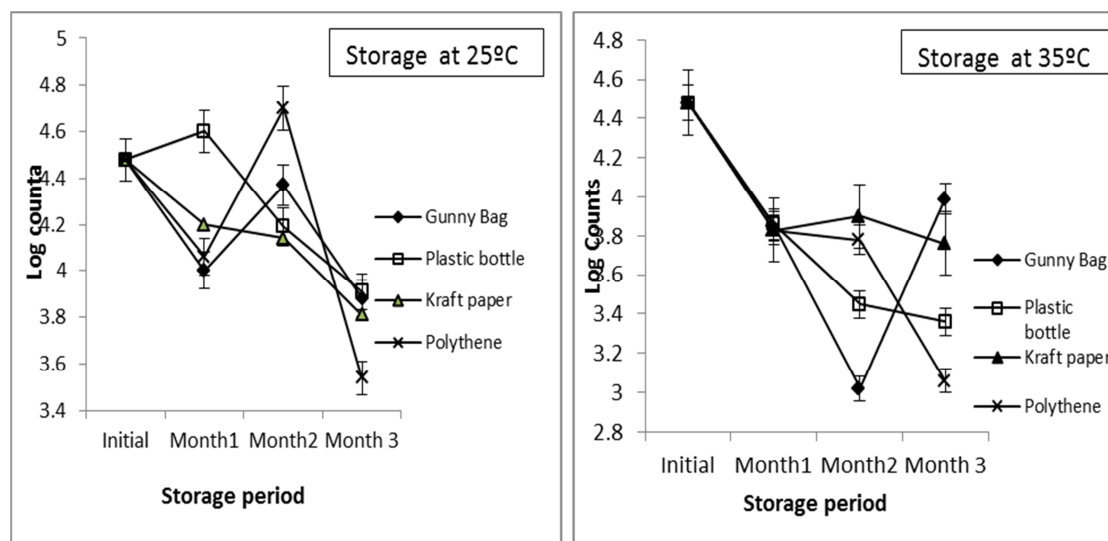 Storage at 25ºC
5
4.8
4.6
4.4
4.2
4
3.8
3.6
3.4
Log counta
Initial Month1 Month2 Month 3
Storage period
Gunny Bag
Plastic bottle
Kraft paper
Polythene
Storage at 35ºC
4.8
4.6
4.4
4.2
4
3.8
3.6
3.4
3.2
3
2.8
Log Counts
Initial Month1 Month2 Month 3
Storage period
Gunny Bag
Plastic
bottle
Kraft paper
Polythene